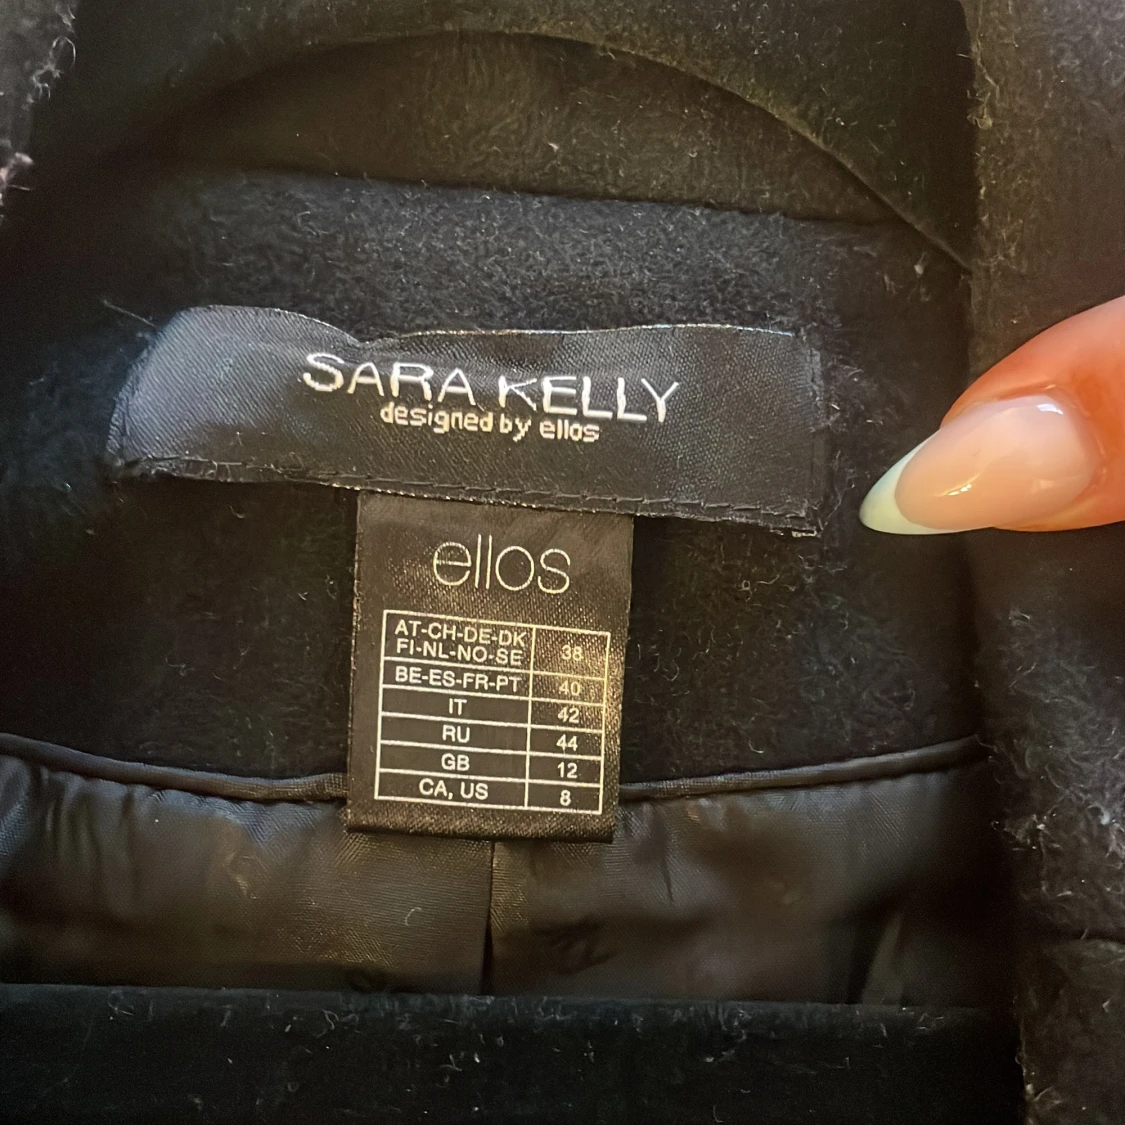 SARA KELLY
designed by ellos
ellos
AT-CH-DE-DK
FI-NL-NO-SE 38
BE-ES-FR-PT 40
IT 42
RU 44
GB 12
CA, US 8